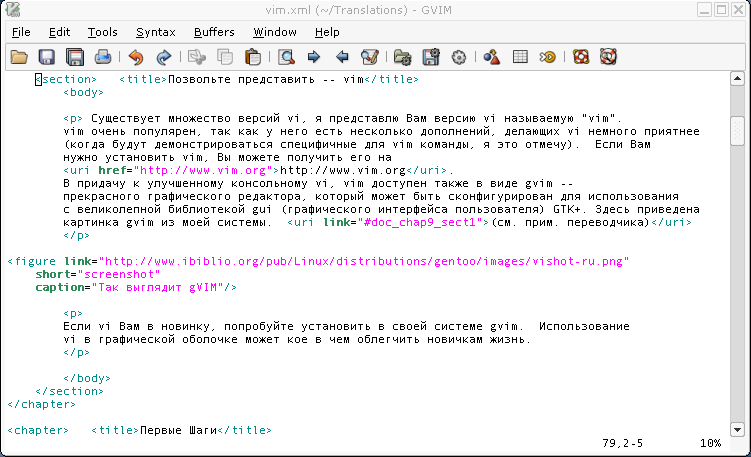 vim.xml (~/Translations) - GVIM
File Edit Tools Syntax Buffers Window Help
<section>   <title>Позвольте представить -- vim</title>
<body>
<p> Существует множество версий vi, я представлю Вам версию vi называемую "vim".
vim очень популярен, так как у него есть несколько дополнений, делающих vi немного приятнее
(когда будут демонстрироваться специфичные для vim команды, я это отмечу).  Если Вам
нужно установить vim, Вы можете получить его на
<uri href="http://www.vim.org">http://www.vim.org</uri>.
В придачу к улучшенному консольному vi, vim доступен также в виде gvim --
прекрасного графического редактора, который может быть сконфигурирован для использования
с великолепной библиотекой gui (графического интерфейса пользователя) GTK+. Здесь приведена
картинка gvim из моей системы.  <uri link="#doc_chap9_sect1">(см. прим. переводчика)</uri>
</p>
<figure link="http://www.ibiblio.org/pub/Linux/distributions/gentoo/images/vishot-ru.png"
short="screenshot"
caption="Так выглядит gVIM"/>
<p>
Если vi Вам в новинку, попробуйте установить в своей системе gvim.  Использование
vi в графической оболочке может кое в чем облегчить новичкам жизнь.
</p>
</body>
</section>
</chapter>
<chapter>   <title>Первые Шаги</title>
79,2-5 10%